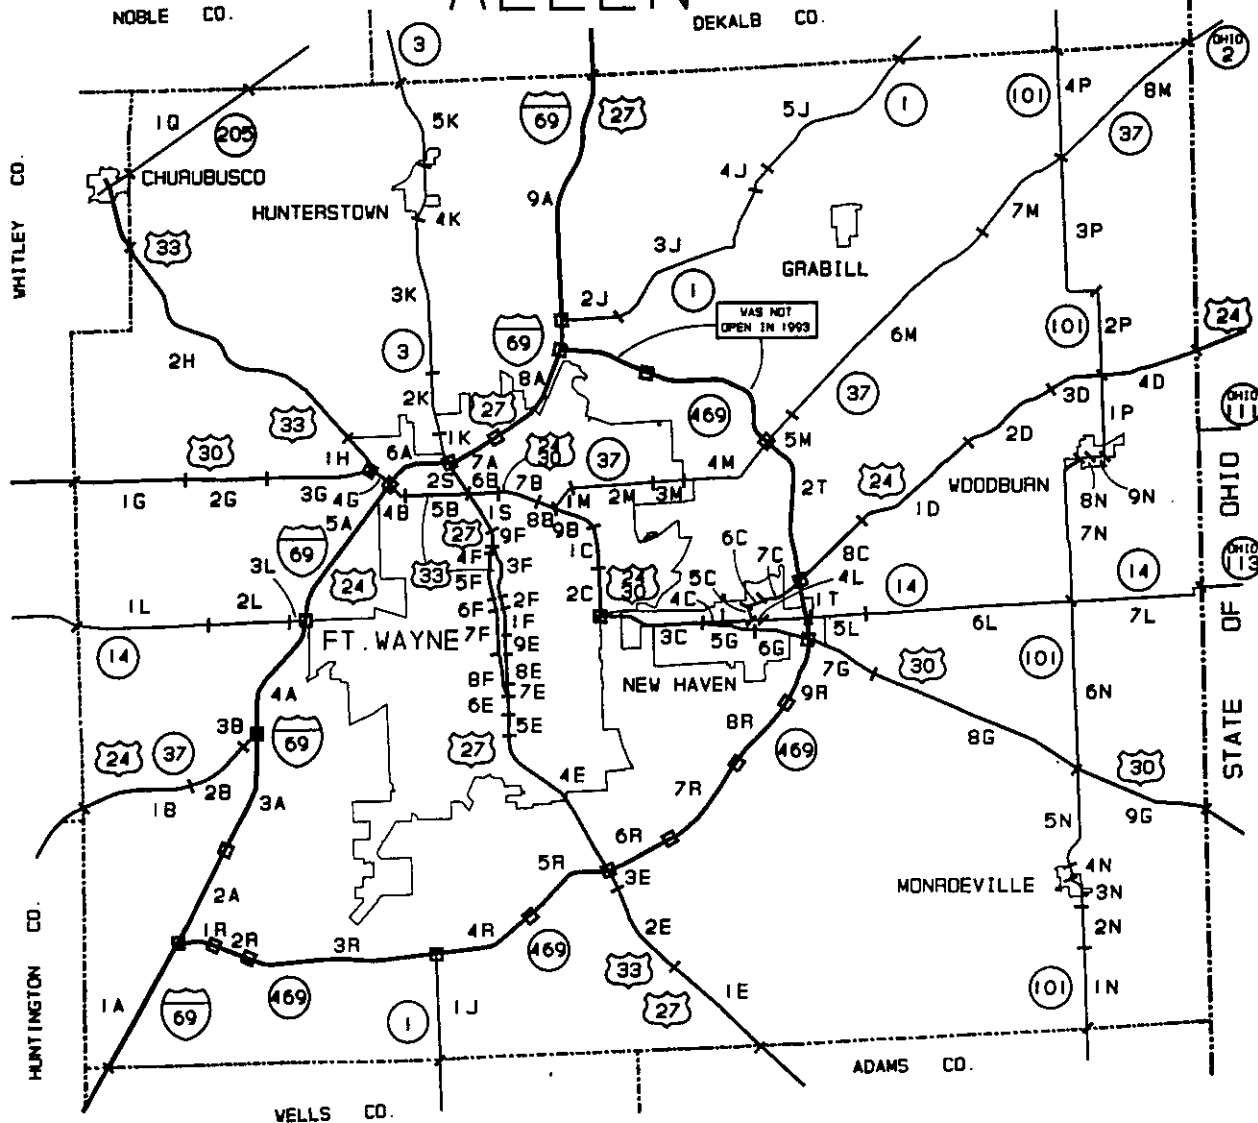 ALLEN
NOBLE CO.
DEKALB CO.
3
OHIO 2
1
101
4P
8M
69
27
5J
5K
1Q
205
37
WHITLEY CO.
CHURUBUSCO
4J
HUNTERSTOWN
9A
4K
7M
3P
33
3J
GRABILL
1
2J
3K
WAS NOT OPEN IN 1993
101
2P
24
3
69
6M
2H
8A
3D
4D
2K
27
469
37
OHIO 111
33
1P
1K
5M
2D
30
6A
7A
24 30
37
4M
1H
2S
6B
7B
2T
24
WOODBURN
8N
9N
1G
2G
3G
4G
4B
5B
1S
8B
1M
2M
3M
1D
5A
9B
27
9F
1C
6C
7C
8C
7N
69
4F
3F
OHIO 113
3L
24
33
5F
24 30
5C
4L
14
14
1L
2L
6F
2F
2C
4C
1T
1F
3C
5G
6G
5L
6L
7L
14
FT. WAYNE
7F
9E
7G
30
101
8F
8E
NEW HAVEN
9R
6N
4A
7E
6E
5E
8R
469
8G
3B
69
24
37
27
30
STATE OF OHIO
2B
1B
3A
4E
7R
9G
5N
6R
5R
3E
MONROEVILLE
4N
3N
2A
2E
2N
1R
2R
3R
4R
HUNTINGTON CO.
469
469
33
1A
69
1
1J
27
1E
101
1N
ADAMS CO.
WELLS CO.